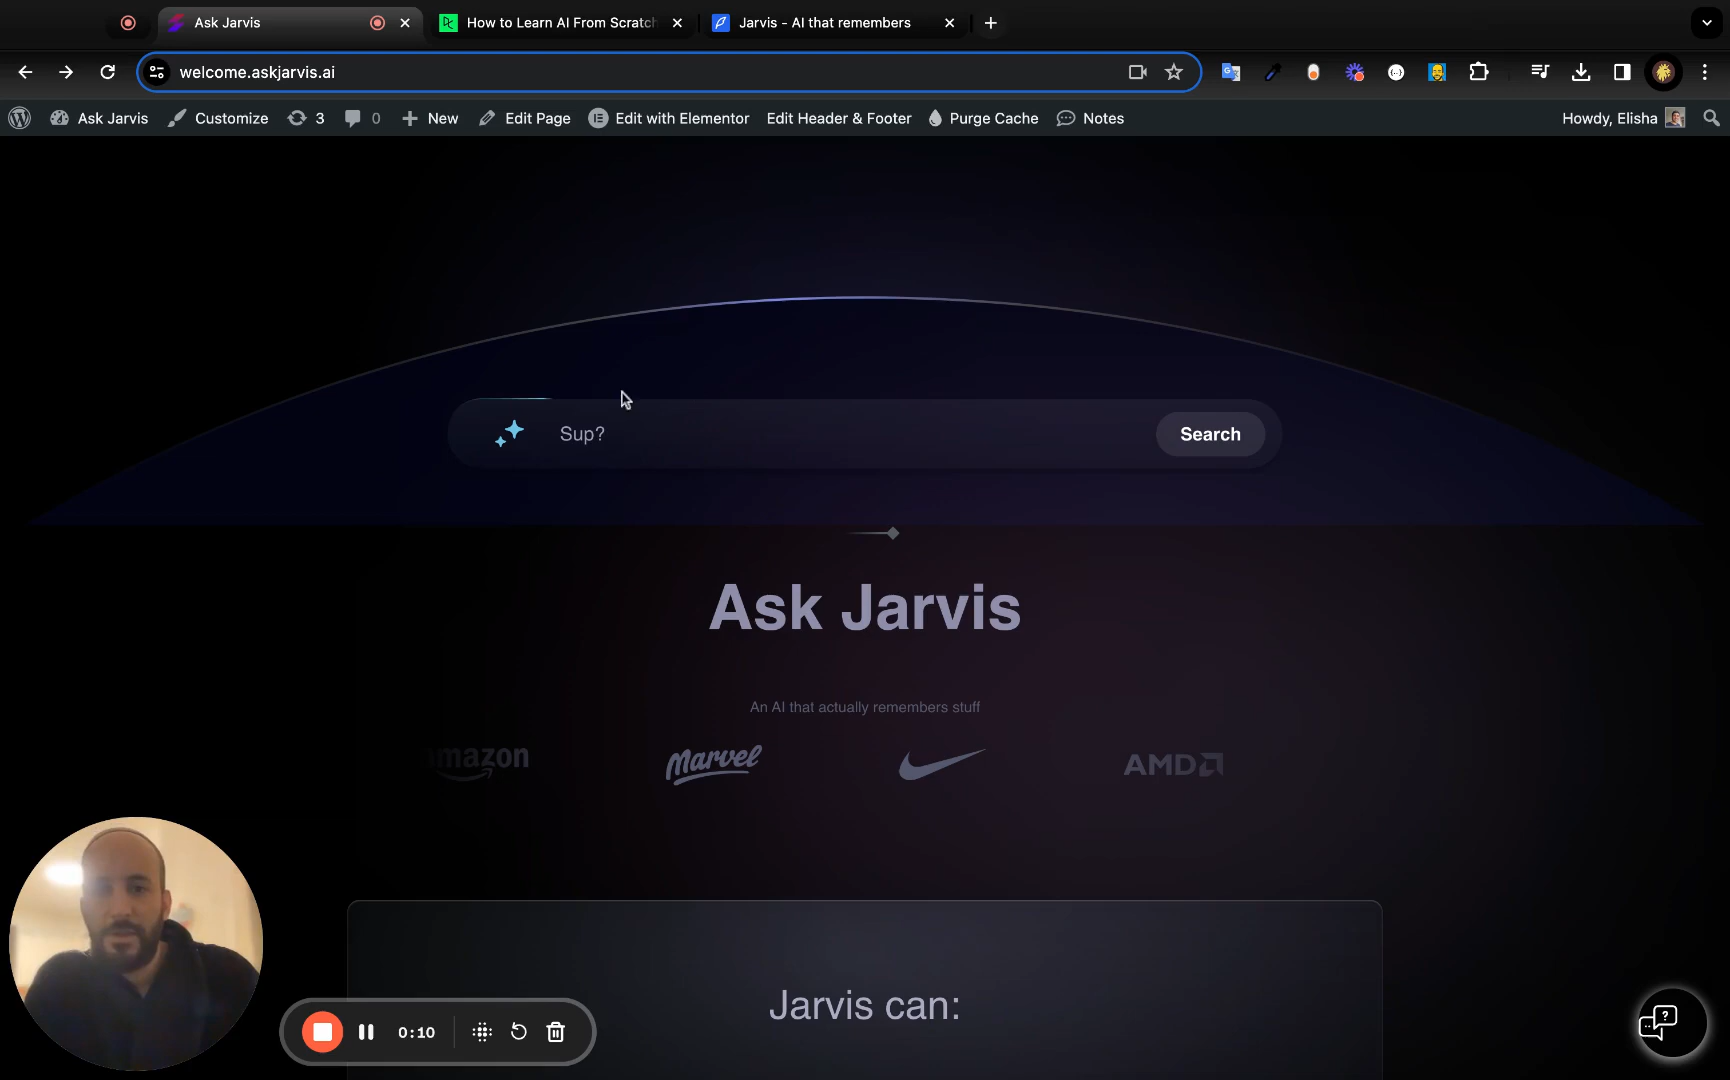 Ask Jarvis
How to Learn AI From Scratch
Jarvis - AI that remembers
welcome.askjarvis.ai
Ask Jarvis
Customize
3
0
New
Edit Page
Edit with Elementor
Edit Header & Footer
Purge Cache
Notes
Howdy, Elisha
Sup?
Search
Ask Jarvis
An AI that actually remembers stuff
amazon
Marvel
AMD
Jarvis can:
0:10